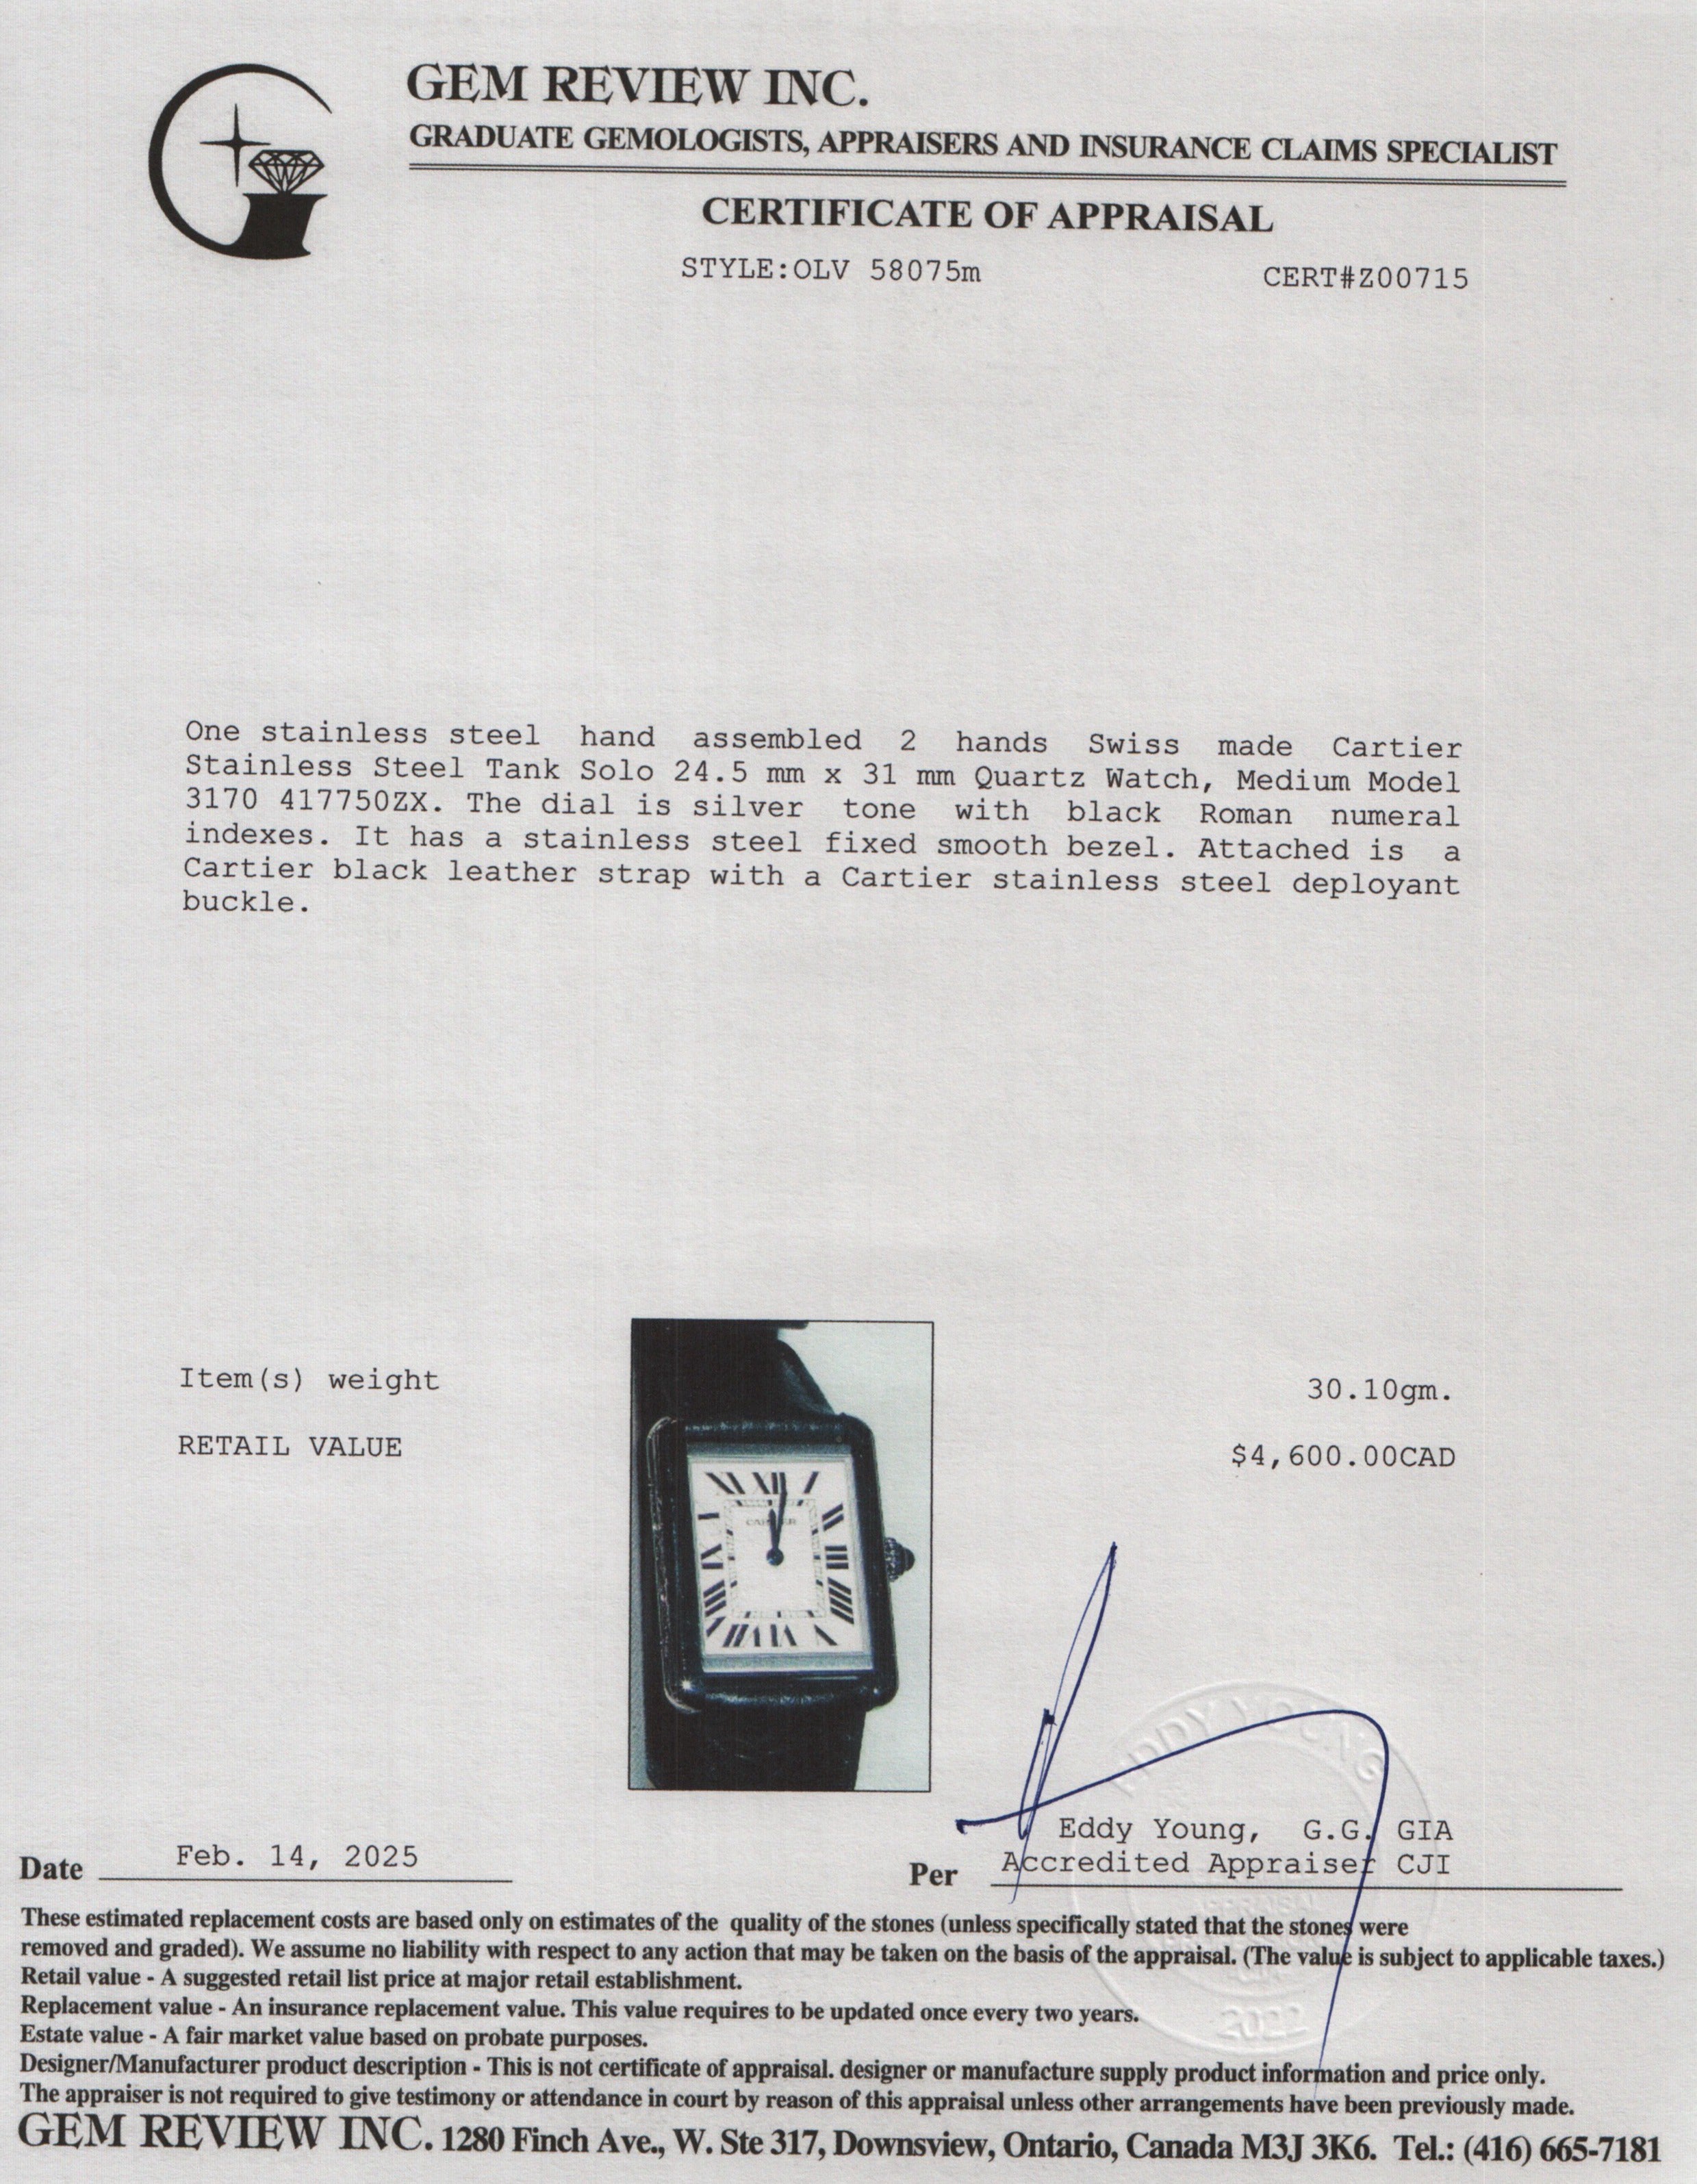 GEM REVIEW INC.
GRADUATE GEMOLOGISTS, APPRAISERS AND INSURANCE CLAIMS SPECIALIST
CERTIFICATE OF APPRAISAL
STYLE:OLV 58075m
CERT#Z00715
One stainless steel hand assembled 2 hands Swiss made Cartier
Stainless Steel Tank Solo 24.5 mm x 31 mm Quartz Watch, Medium Model
3170 417750ZX. The dial is silver tone with black Roman numeral
indexes. It has a stainless steel fixed smooth bezel. Attached is a
Cartier black leather strap with a Cartier stainless steel deployant
buckle.
Item(s) weight
30.10gm.
RETAIL VALUE
$4,600.00CAD
EDDY YOUNG
Date Feb. 14, 2025
Eddy Young, G.G. GIA
Per Accredited Appraiser CJI
2022
These estimated replacement costs are based only on estimates of the quality of the stones (unless specifically stated that the stones were
removed and graded). We assume no liability with respect to any action that may be taken on the basis of the appraisal. (The value is subject to applicable taxes.)
Retail value - A suggested retail list price at major retail establishment.
Replacement value - An insurance replacement value. This value requires to be updated once every two years.
Estate value - A fair market value based on probate purposes.
Designer/Manufacturer product description - This is not certificate of appraisal. designer or manufacture supply product information and price only.
The appraiser is not required to give testimony or attendance in court by reason of this appraisal unless other arrangements have been previously made.
GEM REVIEW INC. 1280 Finch Ave., W. Ste 317, Downsview, Ontario, Canada M3J 3K6. Tel.: (416) 665-7181